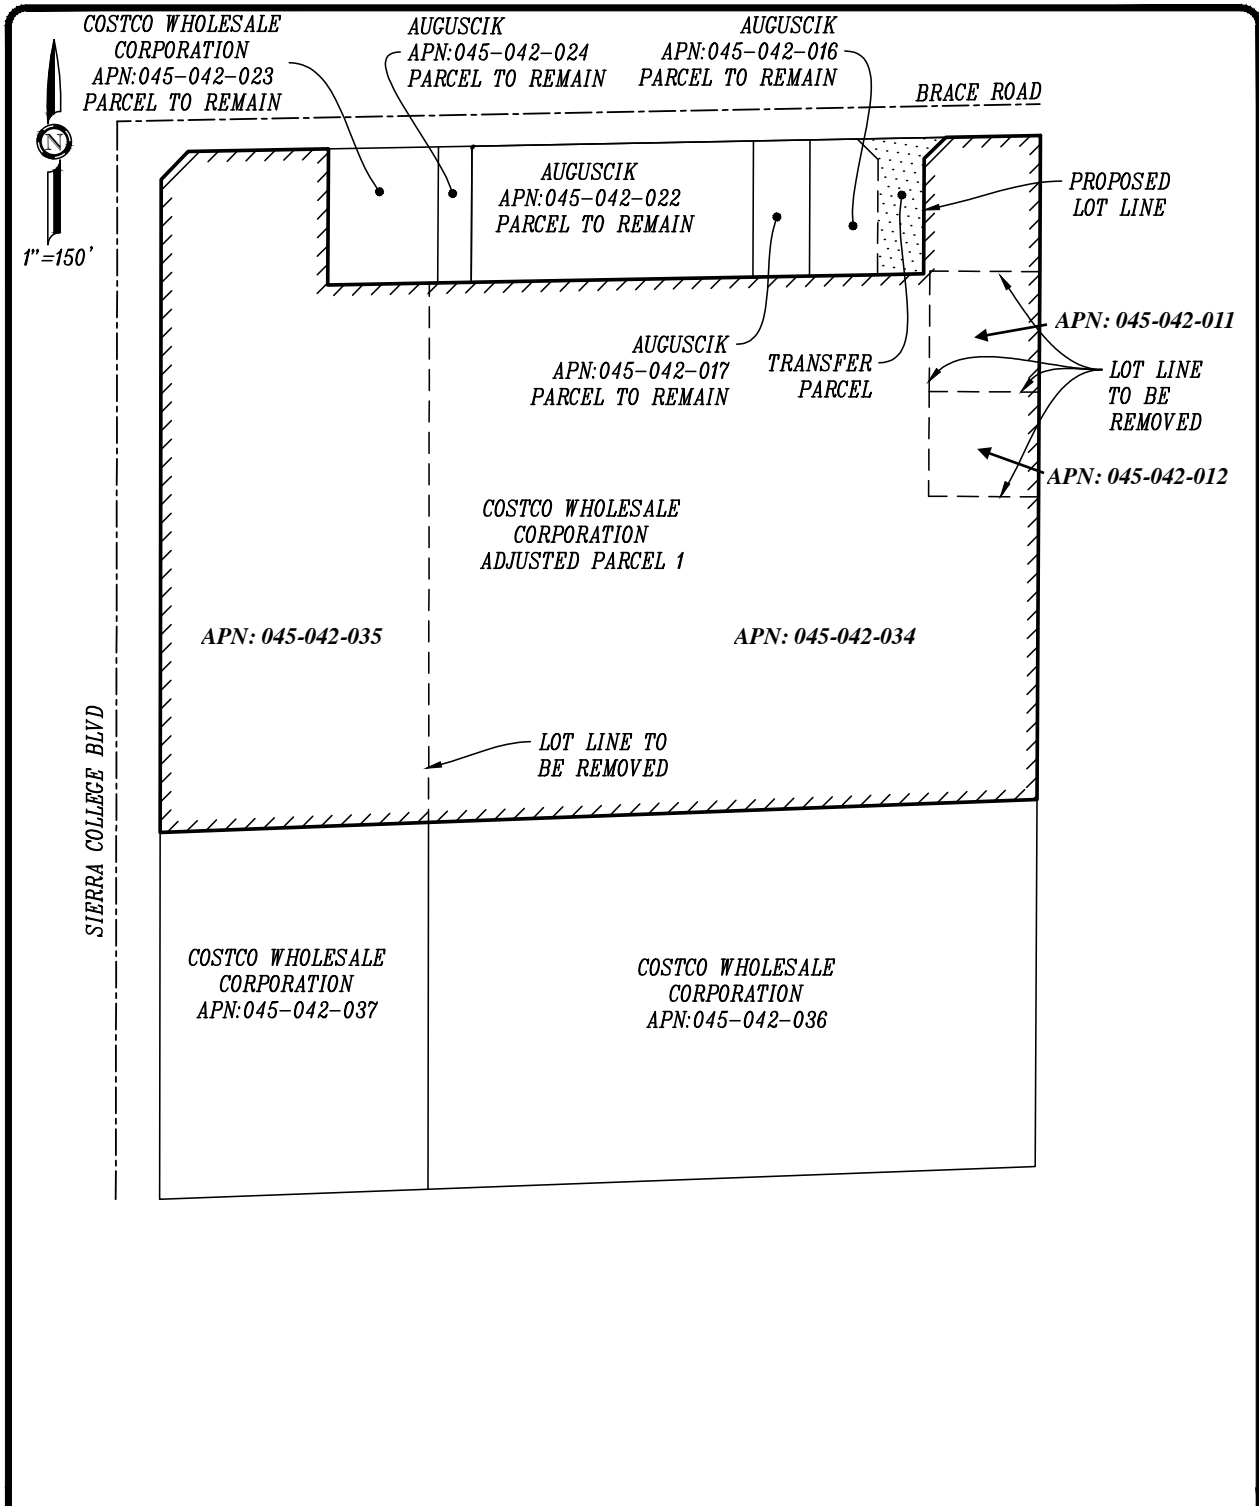 COSTCO WHOLESALE
CORPORATION
APN:045-042-023
PARCEL TO REMAIN
AUGUSCIK
APN:045-042-024
PARCEL TO REMAIN
AUGUSCIK
APN:045-042-016
PARCEL TO REMAIN
BRACE ROAD
N
1"=150'
AUGUSCIK
APN:045-042-022
PARCEL TO REMAIN
PROPOSED
LOT LINE
AUGUSCIK
APN:045-042-017
PARCEL TO REMAIN
TRANSFER
PARCEL
APN: 045-042-011
LOT LINE
TO BE
REMOVED
APN: 045-042-012
COSTCO WHOLESALE
CORPORATION
ADJUSTED PARCEL 1
APN: 045-042-035
APN: 045-042-034
LOT LINE TO
BE REMOVED
SIERRA COLLEGE BLVD
COSTCO WHOLESALE
CORPORATION
APN:045-042-037
COSTCO WHOLESALE
CORPORATION
APN:045-042-036